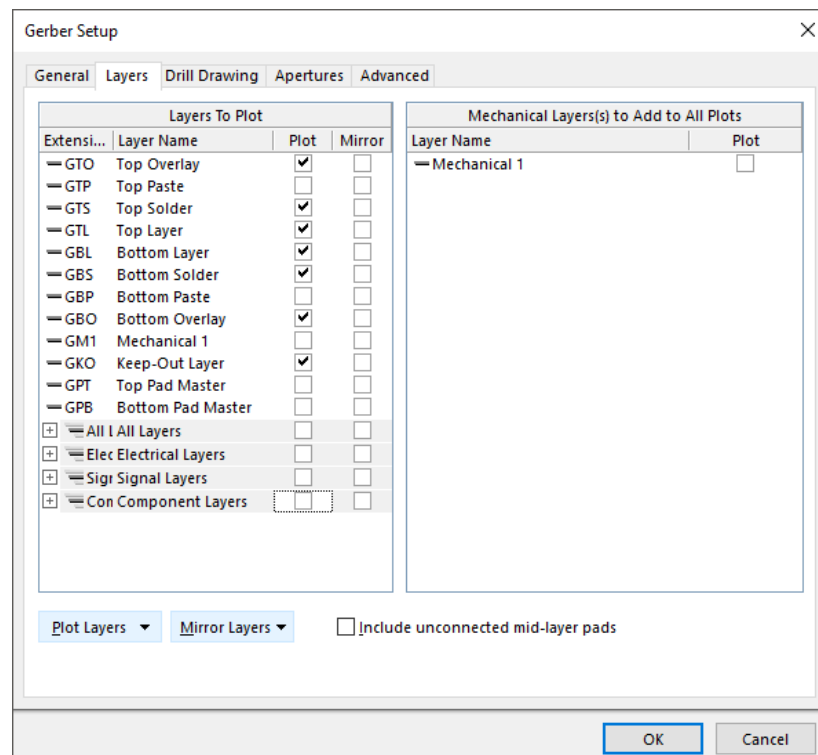 Gerber Setup
General Layers Drill Drawing Apertures Advanced
Layers To Plot
Extensi... Layer Name Plot Mirror
GTO Top Overlay
GTP Top Paste
GTS Top Solder
GTL Top Layer
GBL Bottom Layer
GBS Bottom Solder
GBP Bottom Paste
GBO Bottom Overlay
GM1 Mechanical 1
GKO Keep-Out Layer
GPT Top Pad Master
GPB Bottom Pad Master
All L All Layers
Elec Electrical Layers
Sigr Signal Layers
Con Component Layers
Mechanical Layers(s) to Add to All Plots
Layer Name Plot
Mechanical 1
Plot Layers Mirror Layers Include unconnected mid-layer pads
OK Cancel